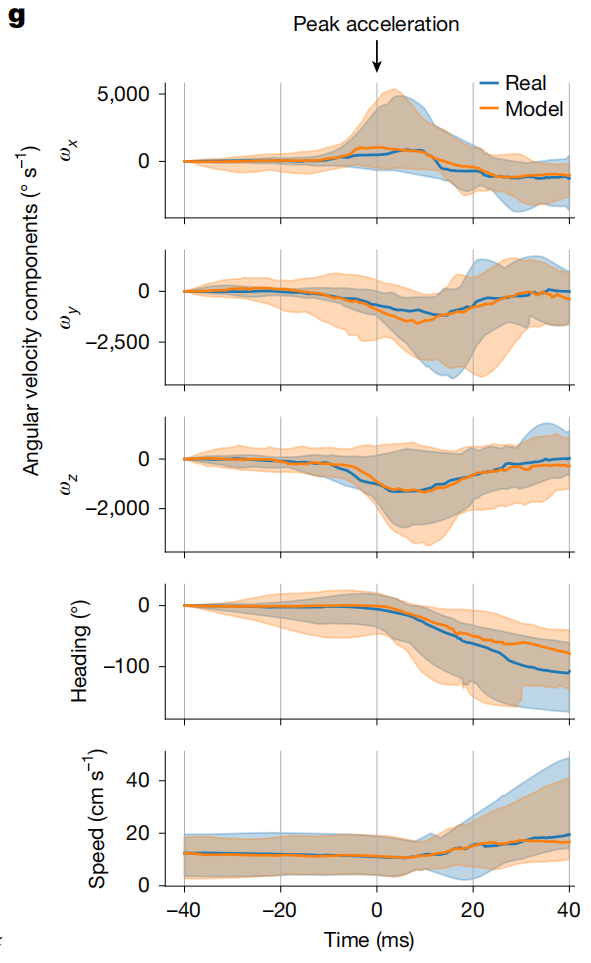 g
Peak acceleration
Real
Model
5,000
0
ωx
0
−2,500
ωy
0
−2,000
ωz
Angular velocity components (° s−1)
0
−100
Heading (°)
40
20
0
Speed (cm s−1)
−40 −20 0 20 40
Time (ms)